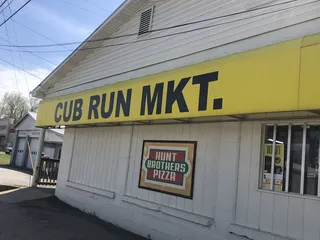 CUB RUN MKT.
HUNT
BROTHERS
PIZZA